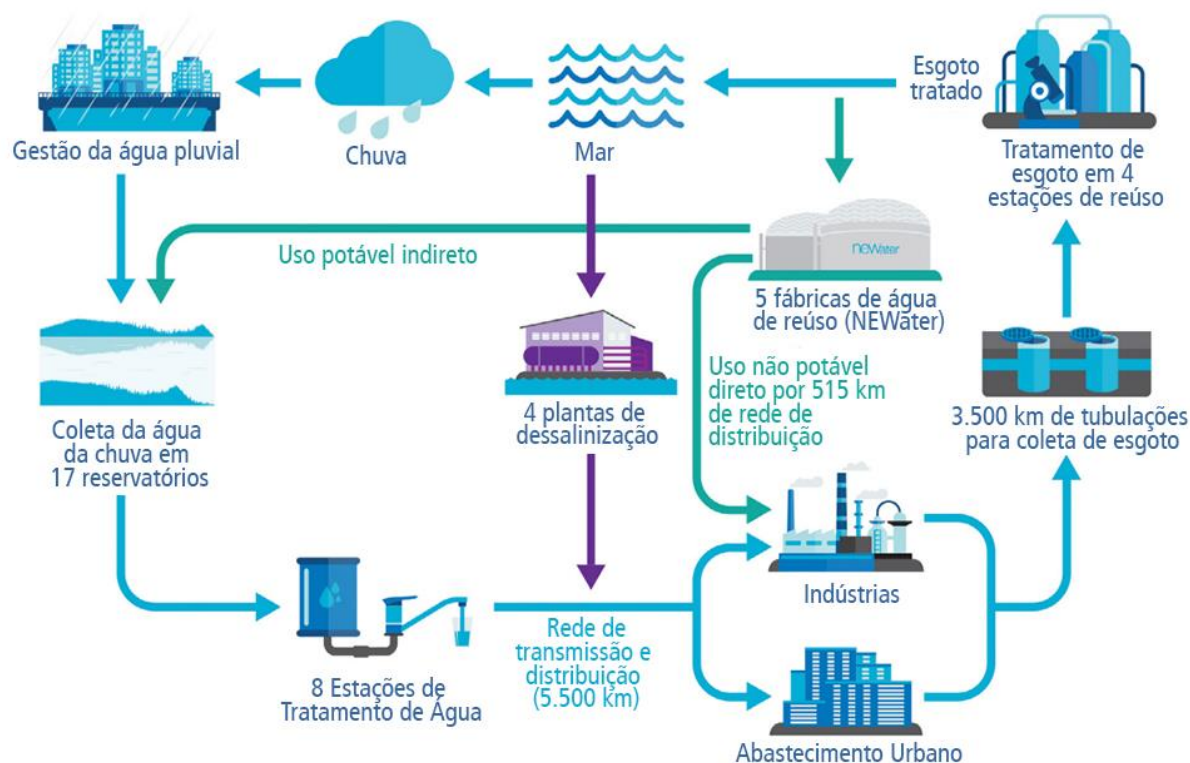 Gestão da água pluvial
Chuva
Mar
Esgoto
tratado
Tratamento de
esgoto em 4
estações de reúso
Uso potável indireto
neWater
5 fábricas de água
de reúso (NEWater)
Uso não potável
direto por 515 km
de rede de
distribuição
3.500 km de tubulações
para coleta de esgoto
Coleta da água
da chuva em
17 reservatórios
4 plantas de
dessalinização
8 Estações de
Tratamento de Água
Rede de
transmissão e
distribuição
(5.500 km)
Indústrias
Abastecimento Urbano